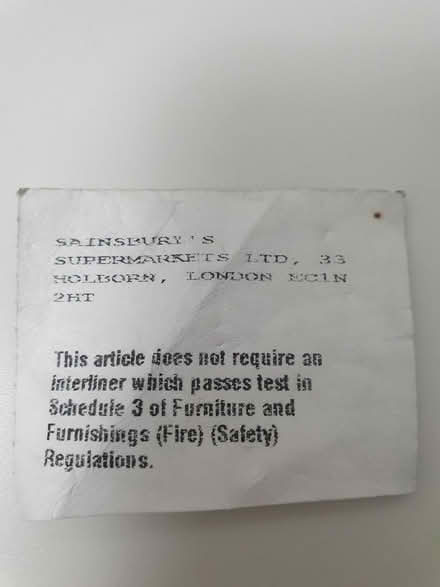 SAINSBURY'S
SUPERMARKETS LTD, 33
HOLBORN, LONDON EC1N
2HT
This article does not require an
interliner which passes test in
Schedule 3 of Furniture and
Furnishings (Fire) (Safety)
Regulations.